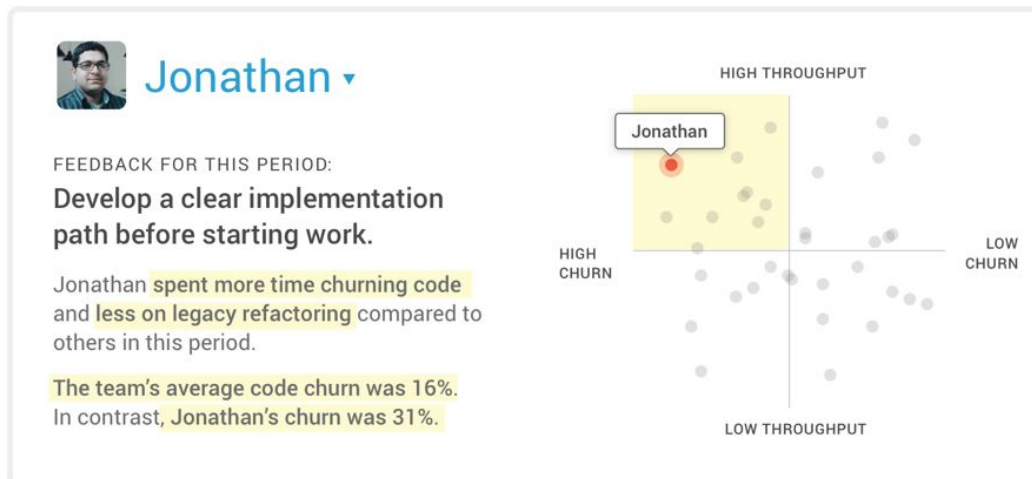 Jonathan
FEEDBACK FOR THIS PERIOD:
Develop a clear implementation
path before starting work.
Jonathan spent more time churning code
and less on legacy refactoring compared to
others in this period.
The team's average code churn was 16%.
In contrast, Jonathan's churn was 31%.
HIGH THROUGHPUT
Jonathan
HIGH
CHURN
LOW
CHURN
LOW THROUGHPUT